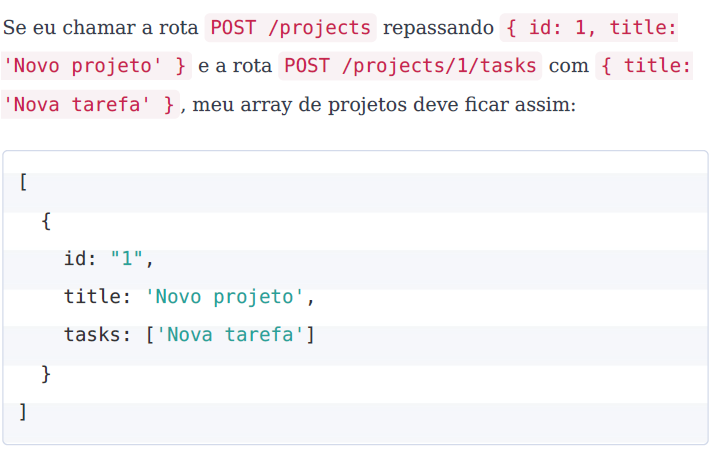 Se eu chamar a rota POST /projects repassando { id: 1, title:
'Novo projeto' } e a rota POST /projects/1/tasks com { title:
'Nova tarefa' }, meu array de projetos deve ficar assim:
[
  {
    id: "1",
    title: 'Novo projeto',
    tasks: ['Nova tarefa']
  }
]